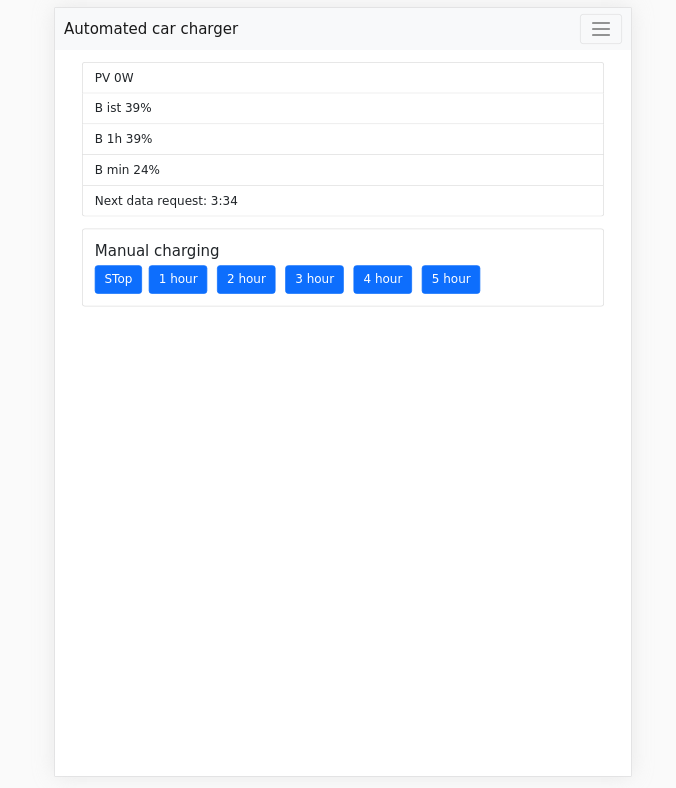 Automated car charger
PV 0W
B ist 39%
B 1h 39%
B min 24%
Next data request: 3:34
Manual charging
STop 1 hour 2 hour 3 hour 4 hour 5 hour